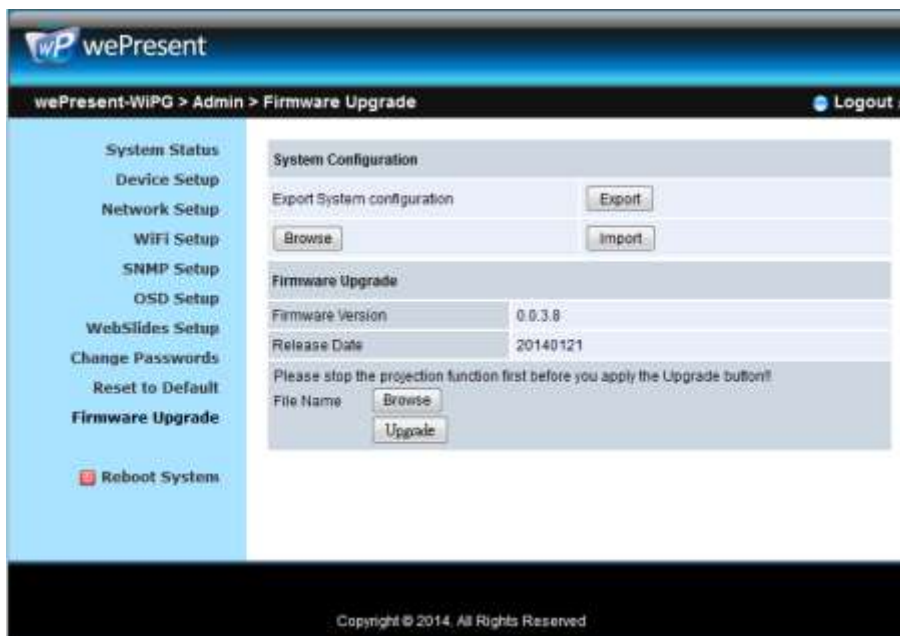 wP wePresent
wePresent-WiPG > Admin > Firmware Upgrade Logout
System Status
Device Setup
Network Setup
WiFi Setup
SNMP Setup
OSD Setup
WebSlides Setup
Change Passwords
Reset to Default
Firmware Upgrade
Reboot System
System Configuration
Export System configuration Export
Browse Import
Firmware Upgrade
Firmware Version 0.0.3.8
Release Date 20140121
Please stop the projection function first before you apply the Upgrade button!!
File Name Browse
Upgrade
Copyright © 2014. All Rights Reserved